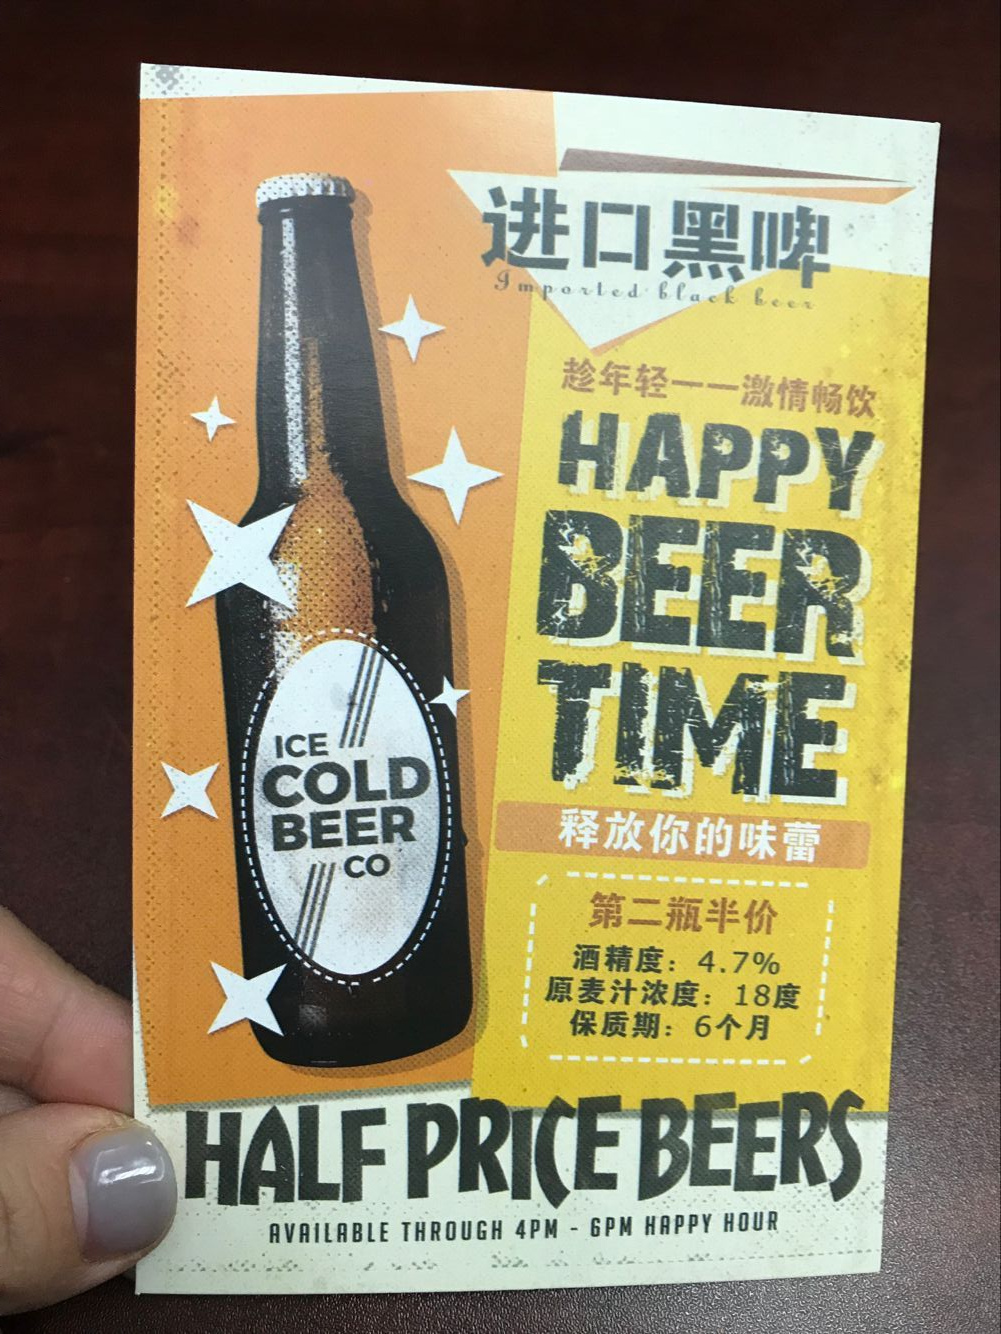 进口黑啤
Imported black beer
趁年轻——激情畅饮
HAPPY
BEER
TIME
释放你的味蕾
第二瓶半价
酒精度：4.7%
原麦汁浓度：18度
保质期：6个月
ICE
COLD
BEER
CO
HALF PRICE BEERS
AVAILABLE THROUGH 4PM - 6PM HAPPY HOUR